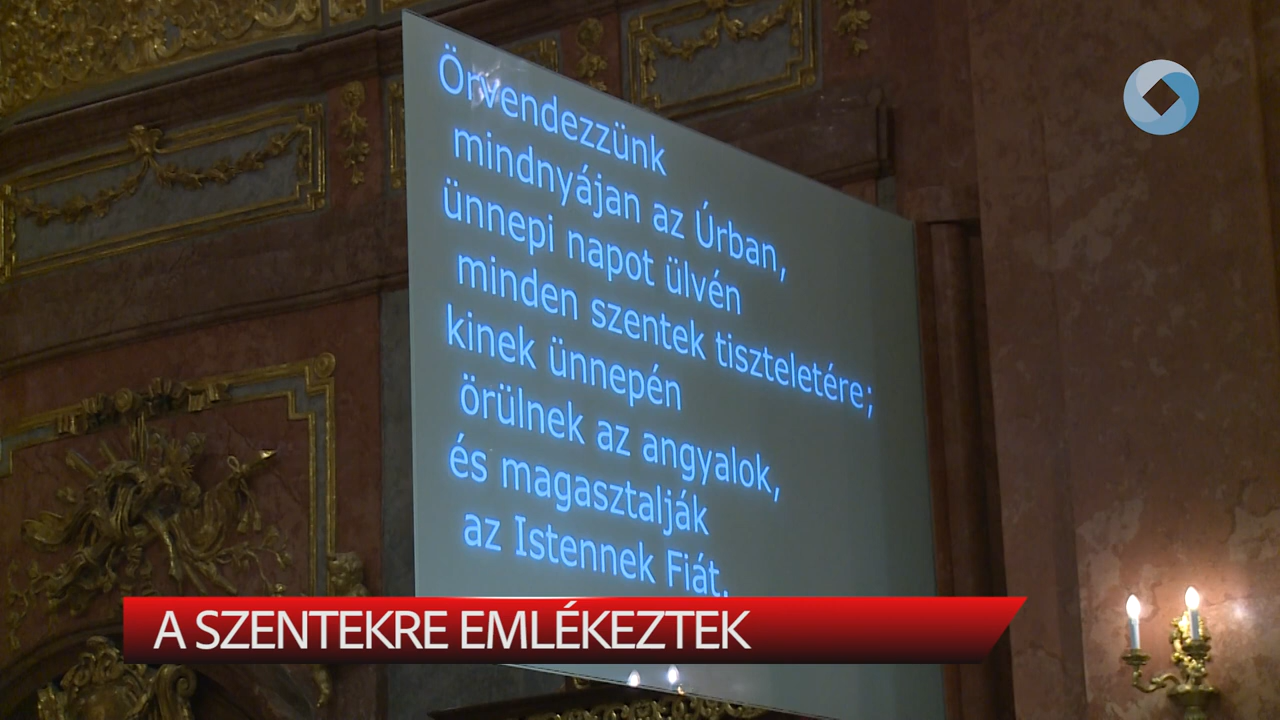 Örvendezzünk
mindnyájan az Úrban,
ünnepi napot ülvén
minden szentek tiszteletére;
kinek ünnepén
örülnek az angyalok,
és magasztalják
az Istennek Fiát.
A SZENTEKRE EMLÉKEZTEK